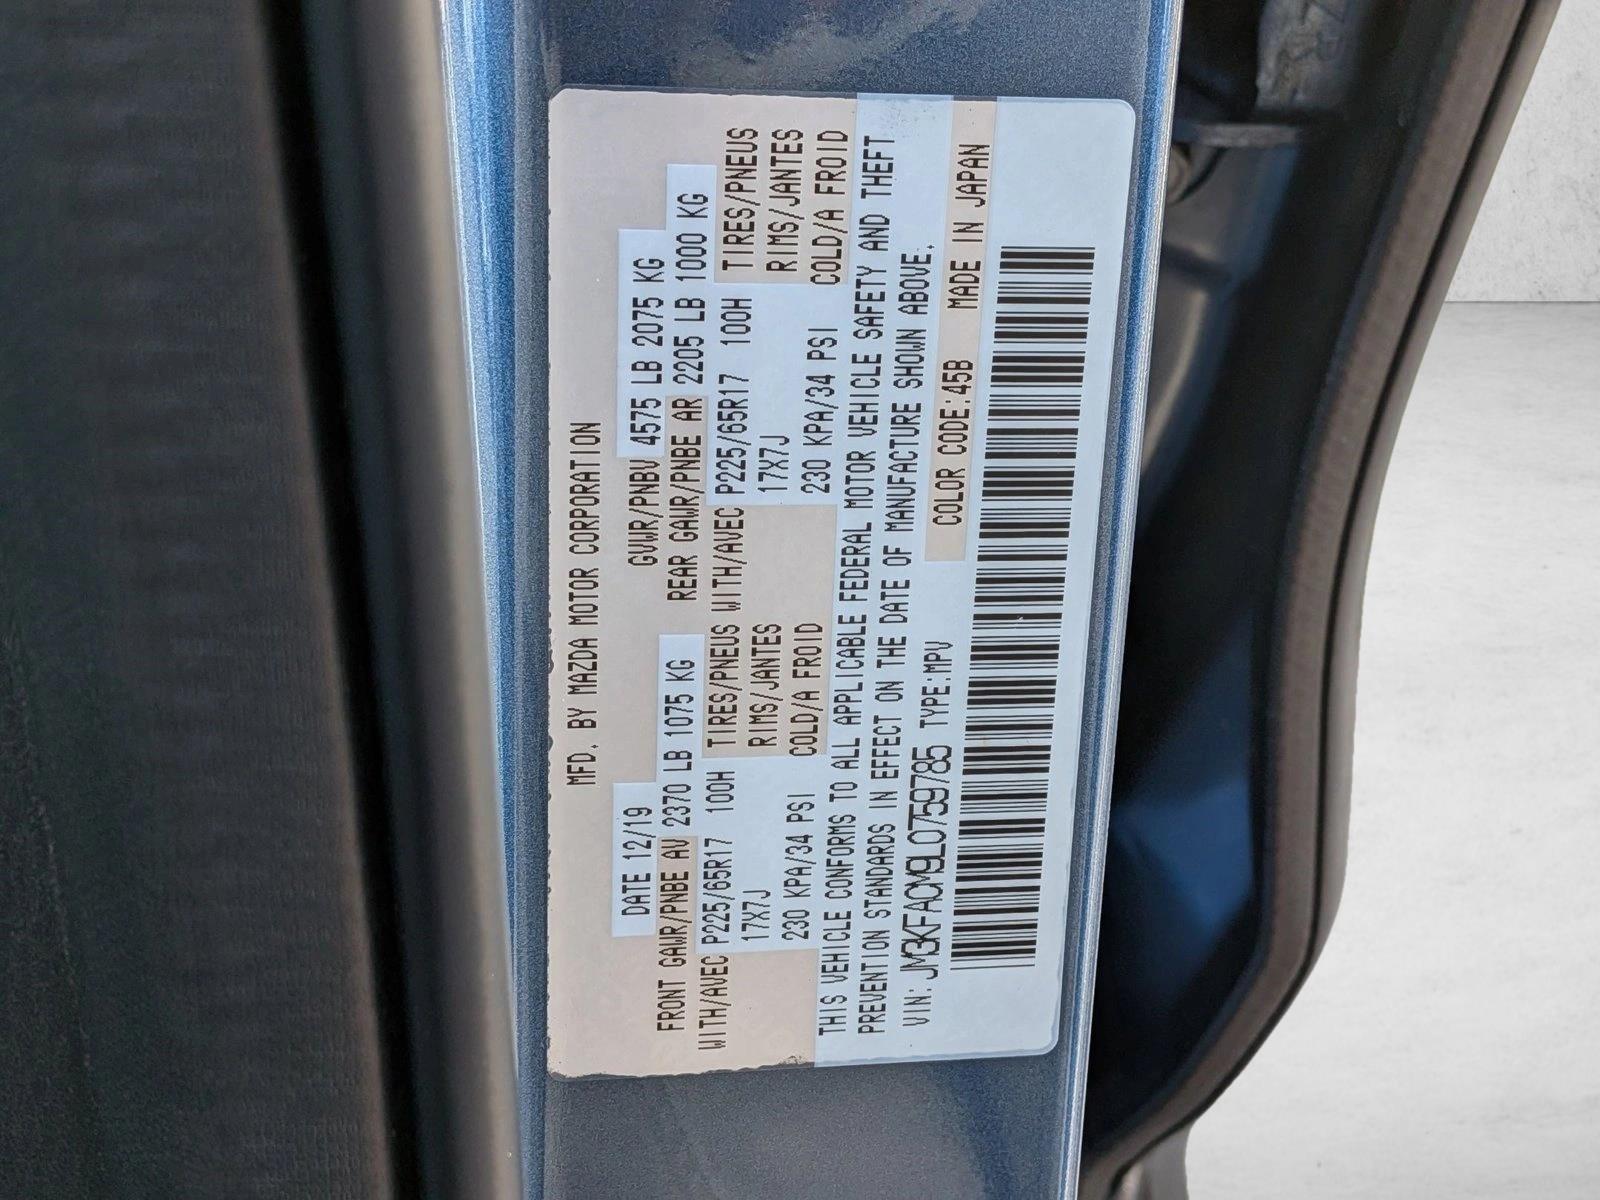 MFD. BY MAZDA MOTOR CORPORATION
DATE 12/19 GVWR/PNBV 4575 LB 2075 KG
FRONT GAWR/PNBE AV 2370 LB 1075 KG REAR GAWR/PNBE AR 2205 LB 1000 KG
WITH/AVEC P225/65R17 100H TIRES/PNEUS WITH/AVEC P225/65R17 100H TIRES/PNEUS
17X7J RIMS/JANTES 17X7J RIMS/JANTES
230 KPA/34 PSI COLD/A FROID 230 KPA/34 PSI COLD/A FROID
THIS VEHICLE CONFORMS TO ALL APPLICABLE FEDERAL MOTOR VEHICLE SAFETY AND THEFT
PREVENTION STANDARDS IN EFFECT ON THE DATE OF MANUFACTURE SHOWN ABOVE.
VIN: JM3KFACM9L0759785 TYPE:MPV COLOR CODE:45B MADE IN JAPAN